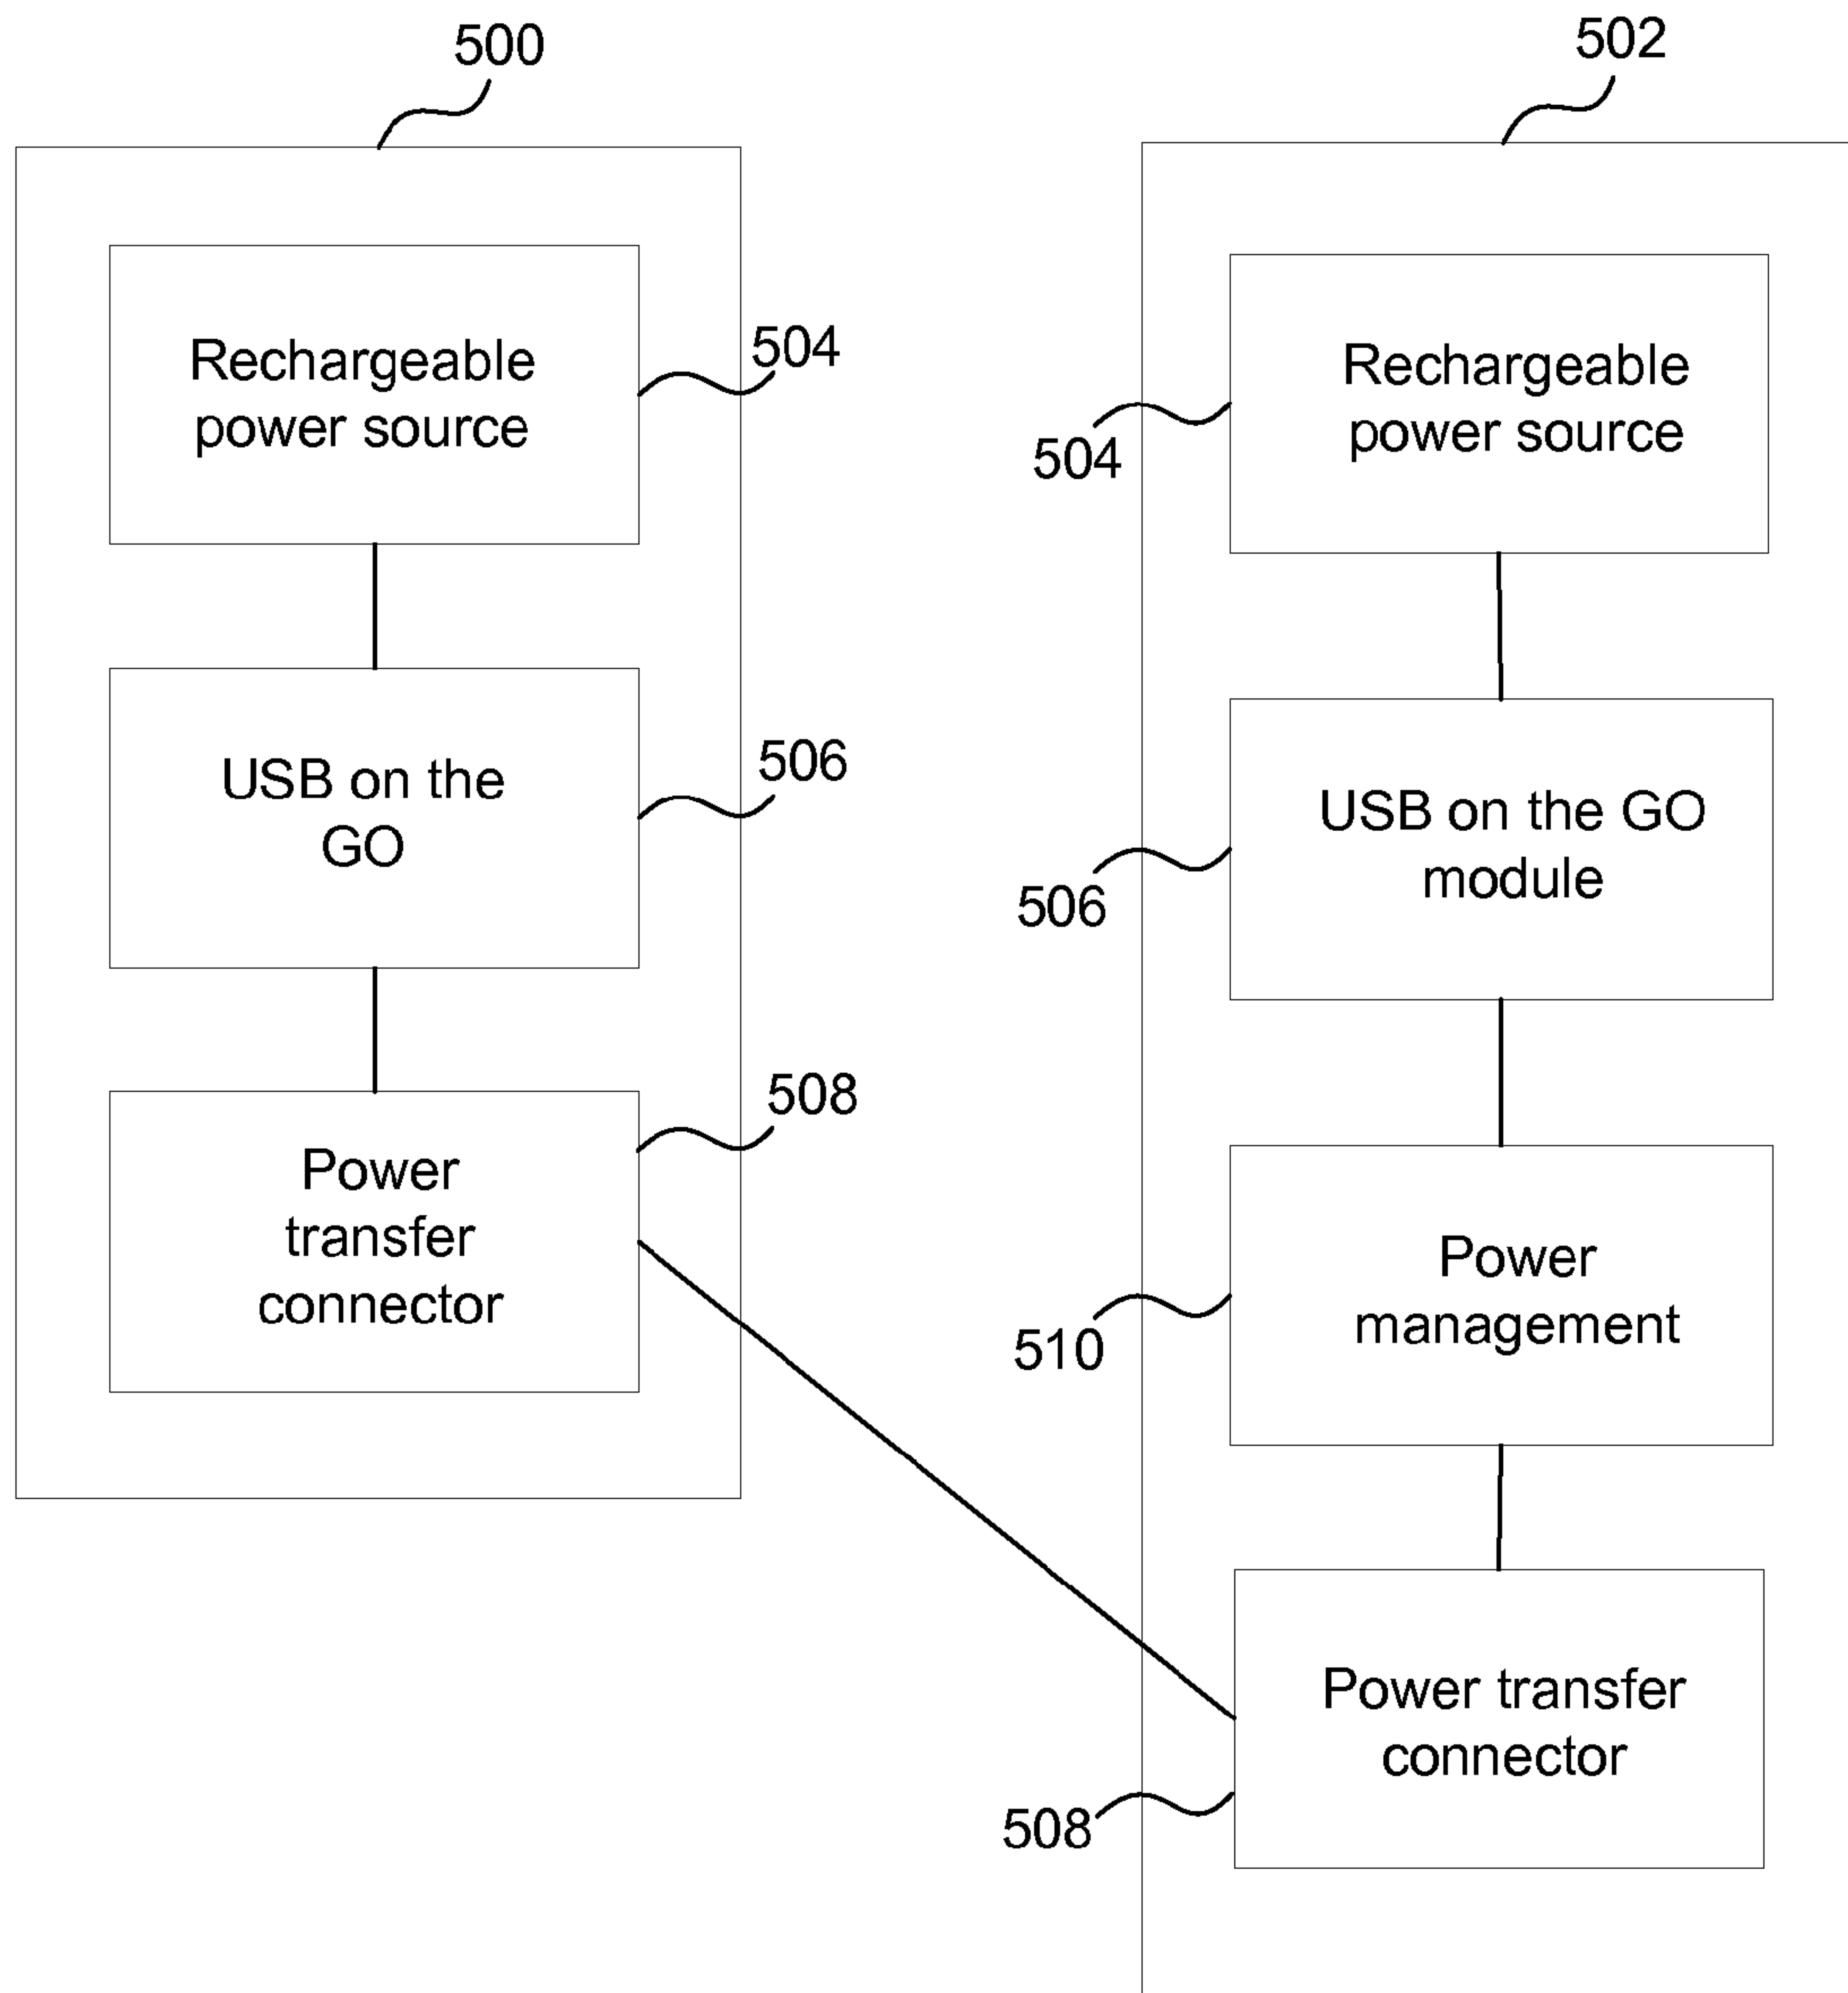 500
Rechargeable
power source
504
USB on the
GO
506
508
Power
transfer
connector
502
Rechargeable
power source
504
USB on the GO
module
506
Power
management
510
Power transfer
connector
508